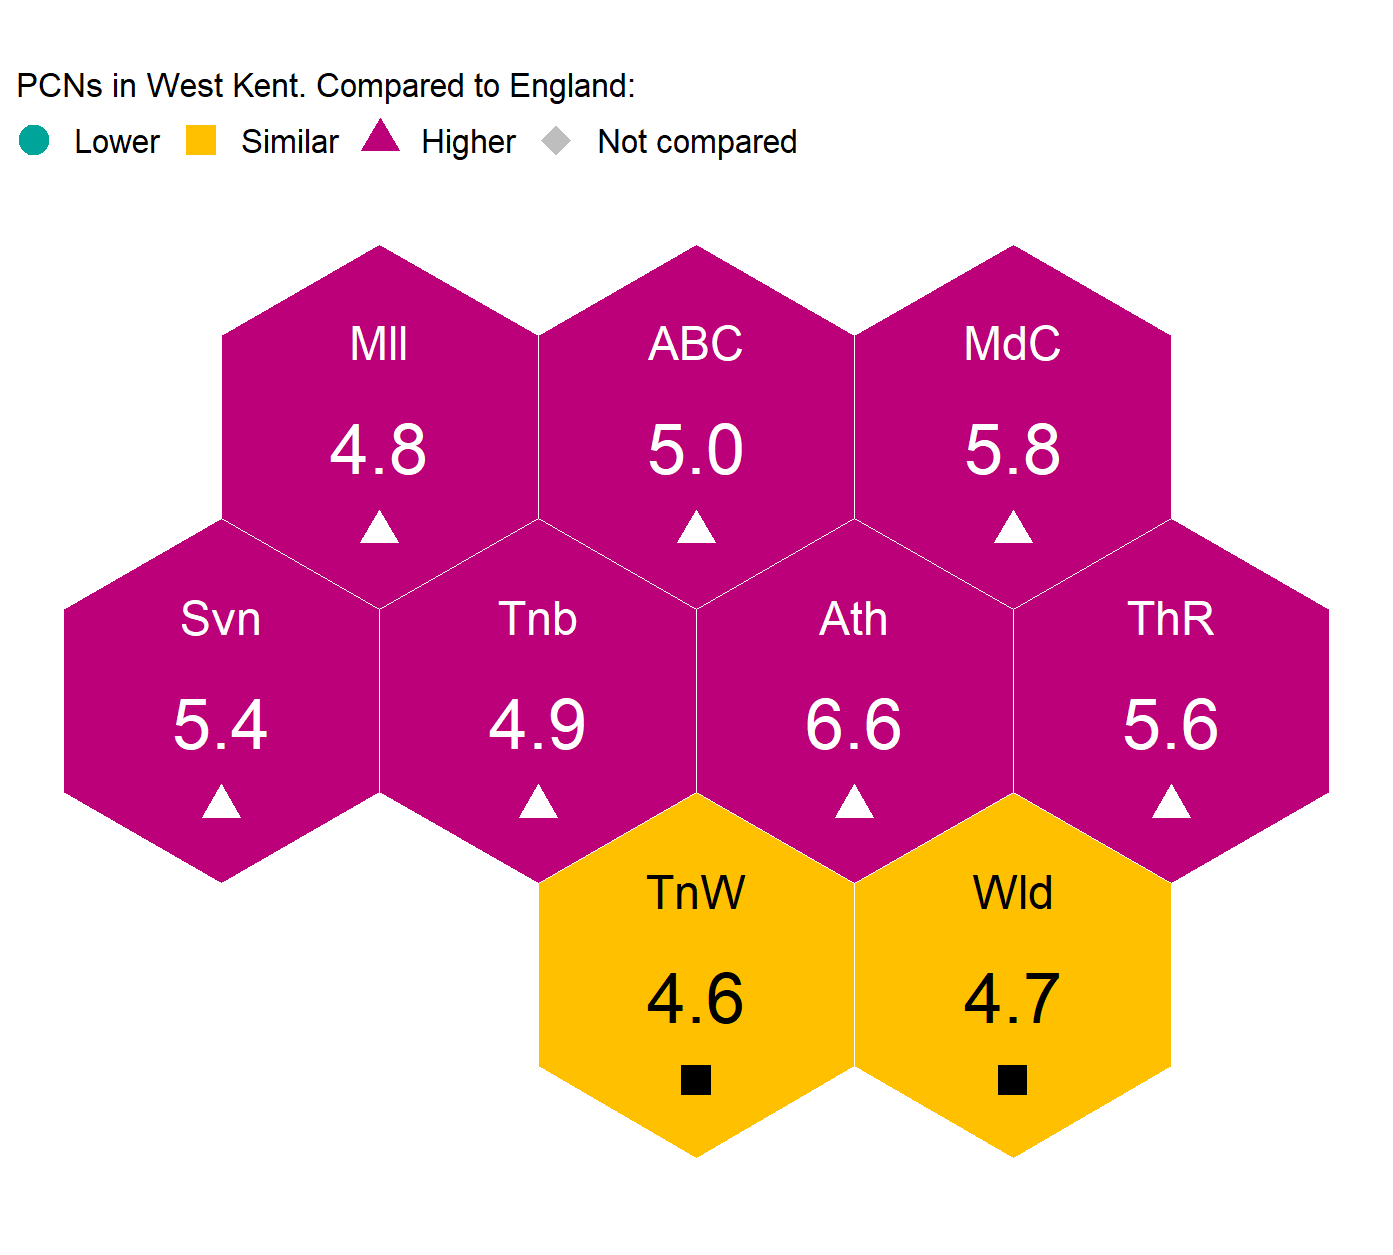 PCNs in West Kent. Compared to England:
Lower Similar Higher Not compared
Mll ABC MdC
4.8 5.0 5.8
Svn Tnb Ath ThR
5.4 4.9 6.6 5.6
TnW Wld
4.6 4.7